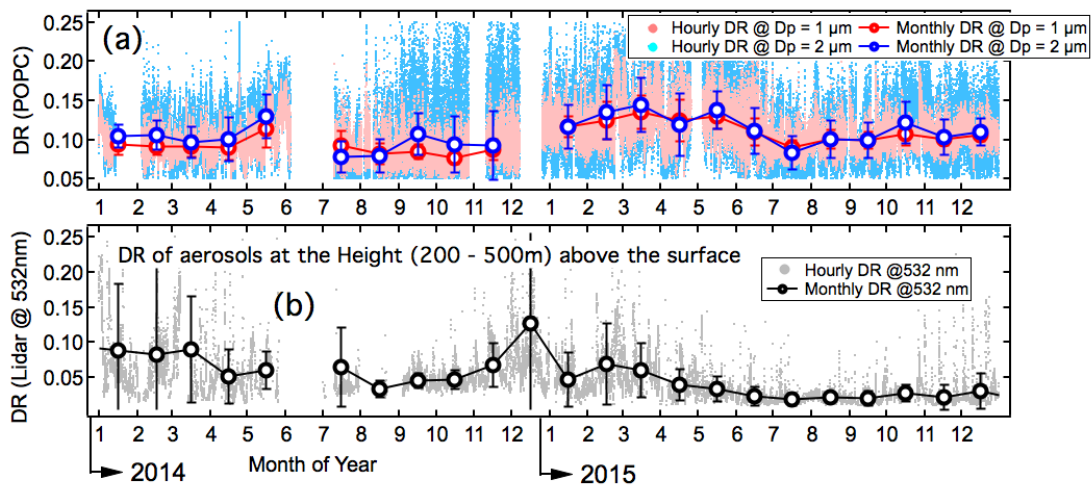 (a)
Hourly DR @ Dp = 1 µm Monthly DR @ Dp = 1 µm
Hourly DR @ Dp = 2 µm Monthly DR @ Dp = 2 µm
DR (POPC)
0.25
0.20
0.15
0.10
0.05
1 2 3 4 5 6 7 8 9 10 11 12 1 2 3 4 5 6 7 8 9 10 11 12
DR (Lidar @ 532nm)
0.25
0.20
0.15
0.10
0.05
DR of aerosols at the Height (200 - 500m) above the surface
(b)
Hourly DR @532 nm
Monthly DR @532 nm
1 2 3 4 5 6 7 8 9 10 11 12 1 2 3 4 5 6 7 8 9 10 11 12
2014 Month of Year 2015